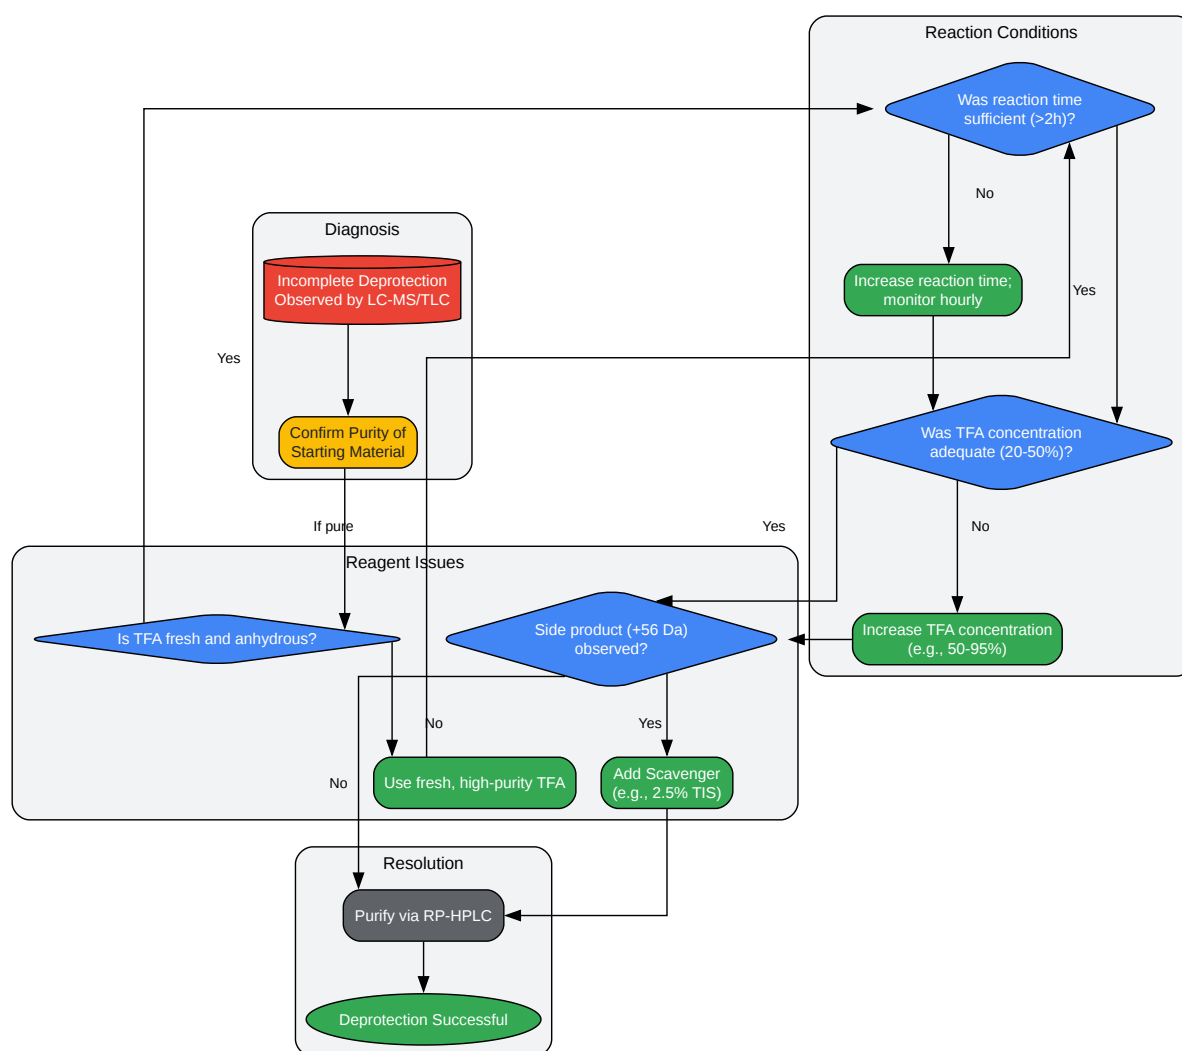 Reaction Conditions
Was reaction time
sufficient (>2h)?
No
Diagnosis
Incomplete Deprotection
Observed by LC-MS/TLC
Increase reaction time;
monitor hourly
Yes
Yes
Confirm Purity of
Starting Material
Was TFA concentration
adequate (20-50%)?
If pure
Yes
No
Reagent Issues
Is TFA fresh and anhydrous?
Side product (+56 Da)
observed?
Increase TFA concentration
(e.g., 50-95%)
No
Yes
No
Use fresh, high-purity TFA
Add Scavenger
(e.g., 2.5% TIS)
Resolution
Purify via RP-HPLC
Deprotection Successful